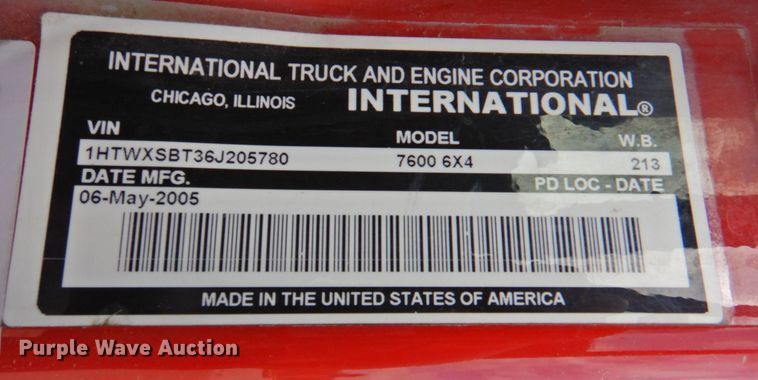 INTERNATIONAL TRUCK AND ENGINE CORPORATION
CHICAGO, ILLINOIS INTERNATIONAL®
VIN MODEL W.B.
1HTWXSBT36J205780 7600 6X4 213
DATE MFG. PD LOC - DATE
06-May-2005
MADE IN THE UNITED STATES OF AMERICA
Purple Wave Auction